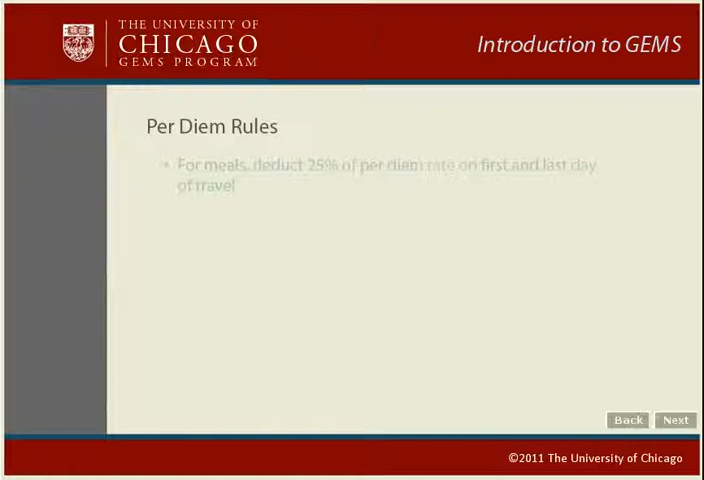 THE UNIVERSITY OF
CHICAGO
GEMS PROGRAM
Introduction to GEMS
Per Diem Rules
• For meals, deduct 25% of per diem rate on first and last day
of travel
Back Next
©2011 The University of Chicago